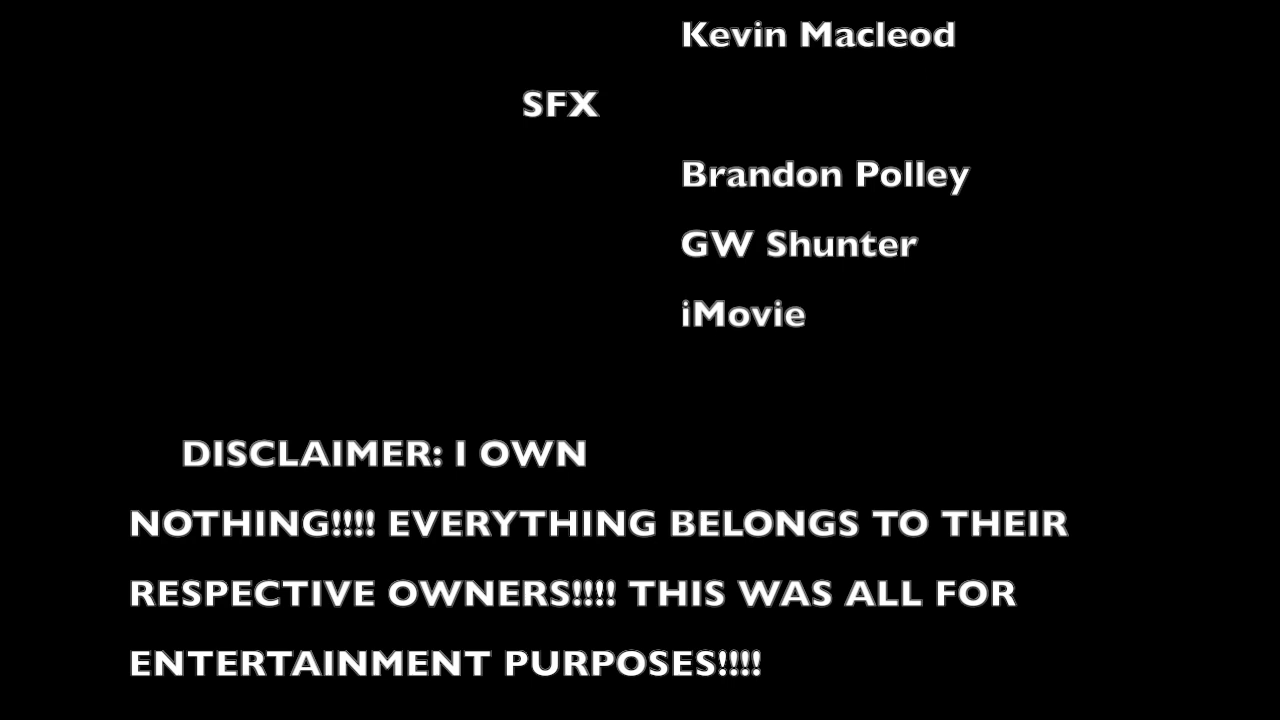 Kevin Macleod
SFX
Brandon Polley
GW Shunter
iMovie
DISCLAIMER: I OWN
NOTHING!!!! EVERYTHING BELONGS TO THEIR
RESPECTIVE OWNERS!!!! THIS WAS ALL FOR
ENTERTAINMENT PURPOSES!!!!